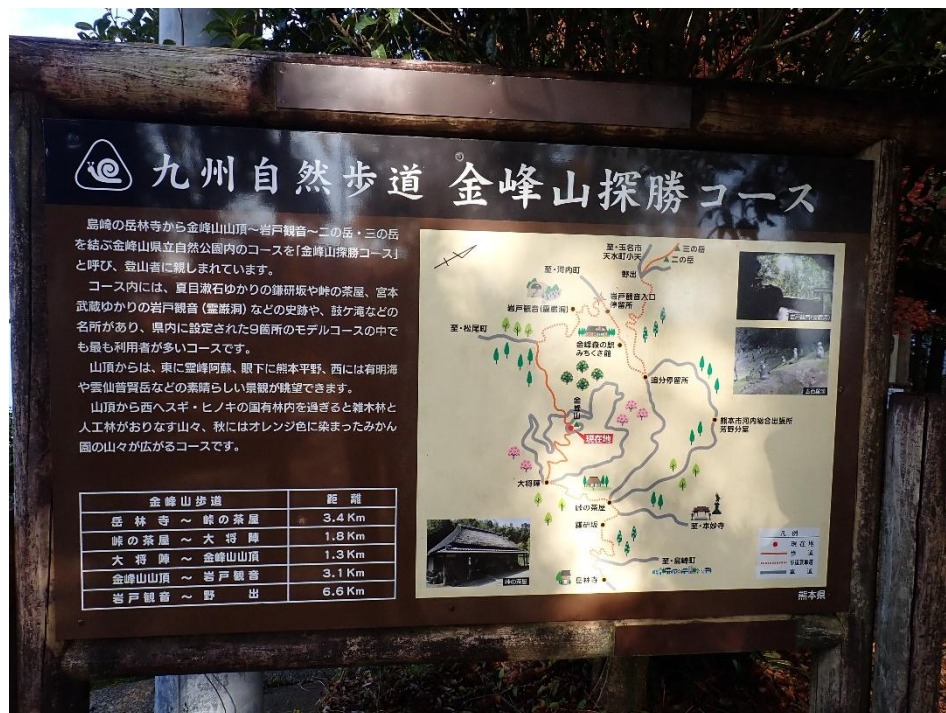 九州自然歩道 金峰山探勝コース
島崎の岳林寺から金峰山山頂～岩戸観音～二の岳・三の岳
を結ぶ金峰山県立自然公園内のコースを「金峰山探勝コース」
と呼び、登山者に親しまれています。
コース内には、夏目漱石ゆかりの鎌研坂や峠の茶屋、宮本
武蔵ゆかりの岩戸観音(霊巌洞)などの史跡や、鼓ケ滝などの
名所があり、県内に設定された9箇所のモデルコースの中で
も最も利用者が多いコースです。
山頂からは、東に霊峰阿蘇、眼下に熊本平野、西には有明海
や雲仙普賢岳などの素晴らしい景観が眺望できます。
山頂から西へスギ・ヒノキの国有林内を過ぎると雑木林と
人工林がおりなす山々、秋にはオレンジ色に染まったみかん
園の山々が広がるコースです。
金峰山歩道 距離
岳林寺～峠の茶屋 3.4Km
峠の茶屋～大将陣 1.8Km
大将陣～金峰山山頂 1.3Km
金峰山山頂～岩戸観音 3.1Km
岩戸観音～野出 6.6Km
至・玉名市
天水町小天
三の岳
二の岳
野出
至・河内町
岩戸観音入口
停留所
岩戸観音(霊巌洞)
至・松尾町
金峰森の駅
みちくさ館
追分停留所
金峰山
現在地
熊本市河内総合出張所
芳野分室
大将陣
峠の茶屋
至・本妙寺
鎌研坂
至・島崎町
岳林寺
峠の茶屋
凡例
現在地
歩道
車道
熊本県